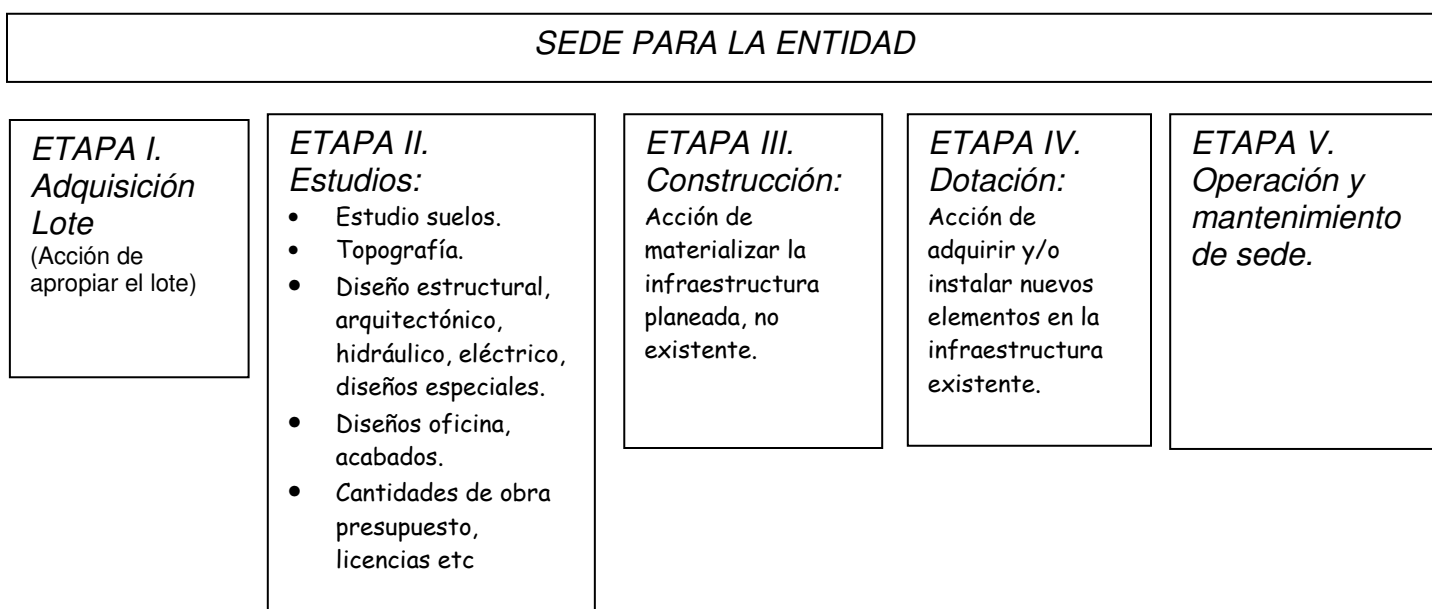 SEDE PARA LA ENTIDAD
ETAPA I.
Adquisición
Lote
(Acción de
apropiar el lote)
ETAPA II.
Estudios:
• Estudio suelos.
• Topografía.
• Diseño estructural,
arquitectónico,
hidráulico, eléctrico,
diseños especiales.
• Diseños oficina,
acabados.
• Cantidades de obra
presupuesto,
licencias etc
ETAPA III.
Construcción:
Acción de
materializar la
infraestructura
planeada, no
existente.
ETAPA IV.
Dotación:
Acción de
adquirir y/o
instalar nuevos
elementos en la
infraestructura
existente.
ETAPA V.
Operación y
mantenimiento
de sede.